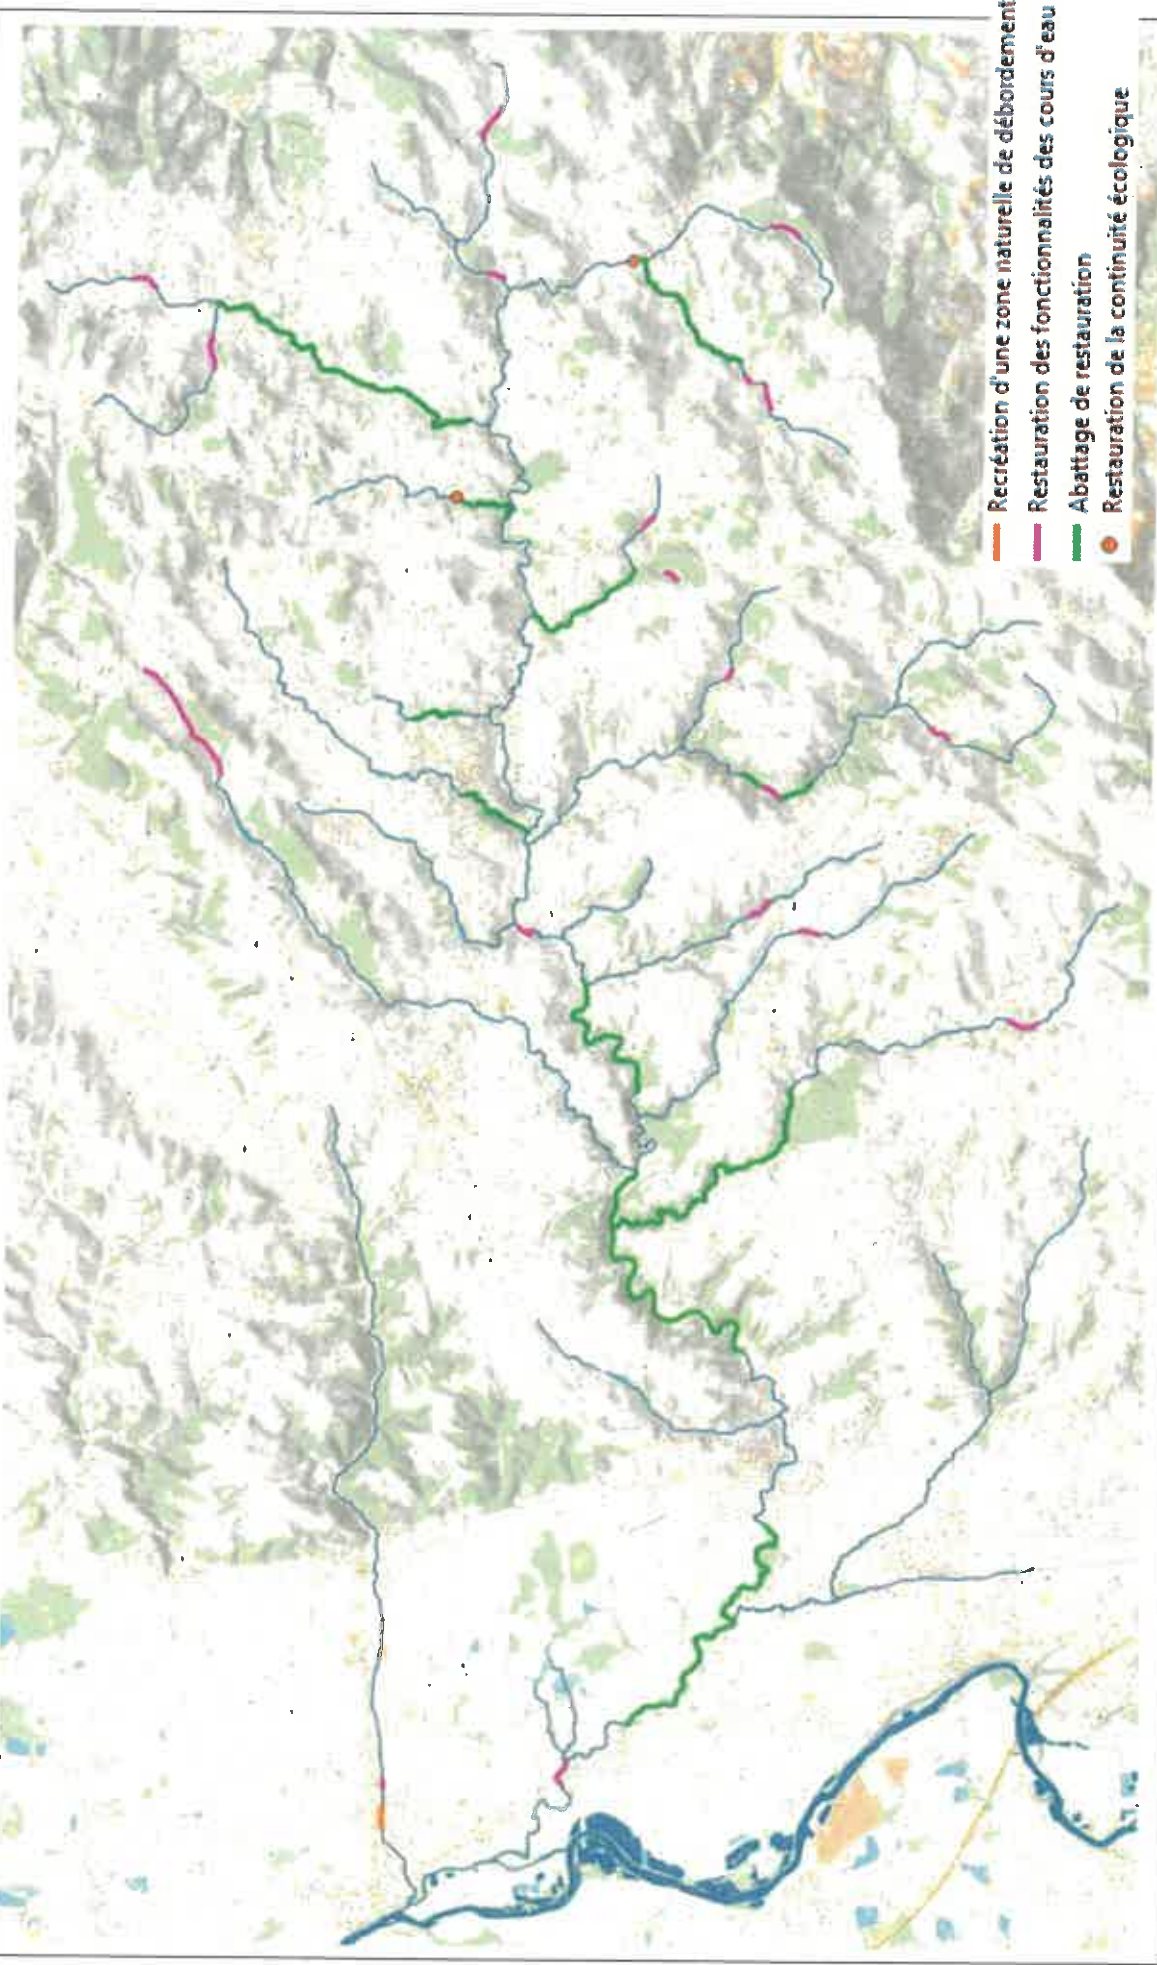 Recréation d'une zone naturelle de débordement
Restauration des fonctionnalités des cours d'eau
Abattage de restauration
Restauration de la continuité écologique